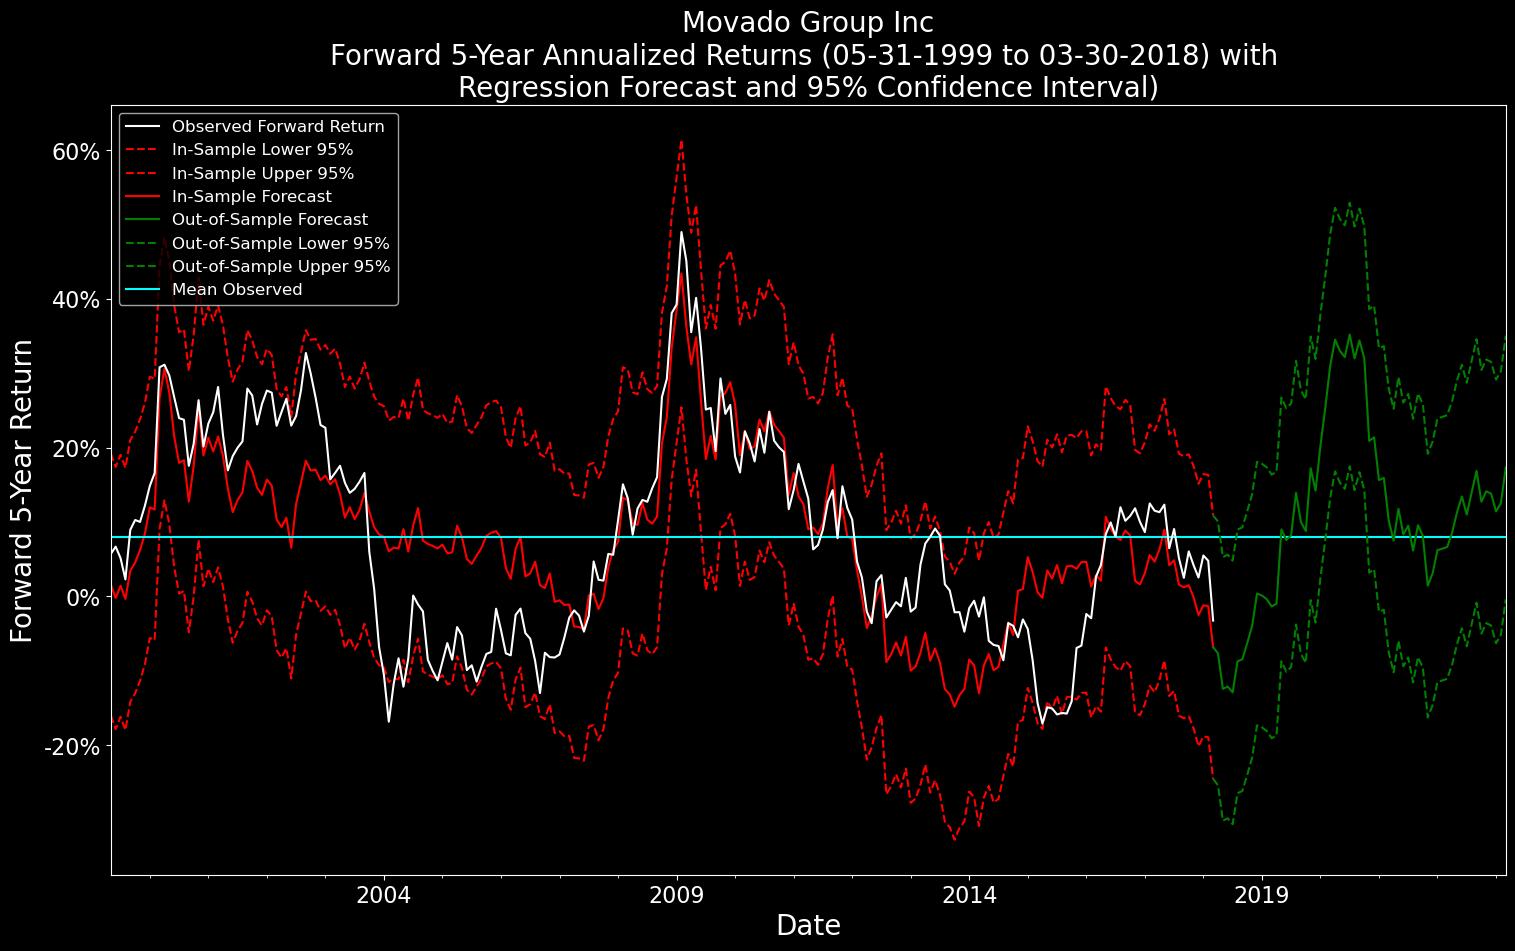 Movado Group Inc
Forward 5-Year Annualized Returns (05-31-1999 to 03-30-2018) with
Regression Forecast and 95% Confidence Interval)
Observed Forward Return
In-Sample Lower 95%
In-Sample Upper 95%
In-Sample Forecast
Out-of-Sample Forecast
Out-of-Sample Lower 95%
Out-of-Sample Upper 95%
Mean Observed
Forward 5-Year Return
60%
40%
20%
0%
-20%
2004
2009
2014
2019
Date